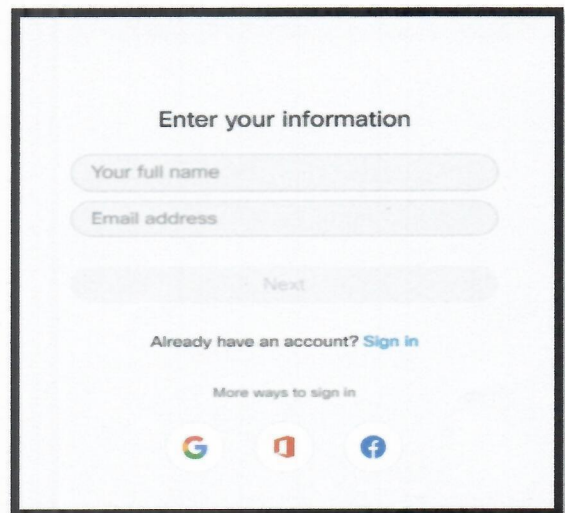 Enter your information
Your full name
Email address
Next
Already have an account? Sign in
More ways to sign in